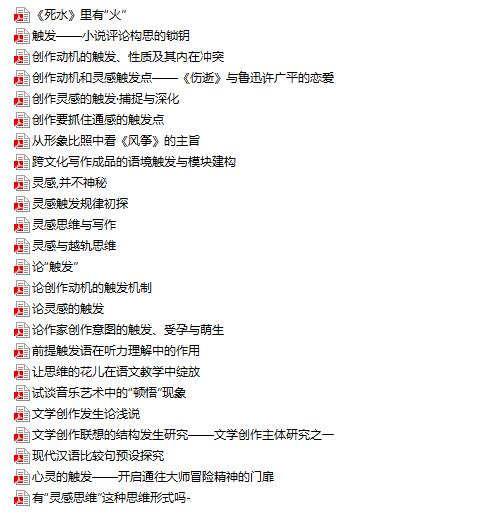 《死水》里有“火”
触发——小说评论构思的锁钥
创作动机的触发、性质及其内在冲突
创作动机和灵感触发点——《伤逝》与鲁迅许广平的恋爱
创作灵感的触发·捕捉与深化
创作要抓住通感的触发点
从形象比照中看《风筝》的主旨
跨文化写作成品的语境触发与模块建构
灵感,并不神秘
灵感触发规律初探
灵感思维与写作
灵感与越轨思维
论“触发”
论创作动机的触发机制
论灵感的触发
论作家创作意图的触发、受孕与萌生
前提触发语在听力理解中的作用
让思维的花儿在语文教学中绽放
试谈音乐艺术中的“顿悟”现象
文学创作发生论浅说
文学创作联想的结构发生研究——文学创作主体研究之一
现代汉语比较句预设探究
心灵的触发——开启通往大师冒险精神的门扉
有“灵感思维”这种思维形式吗-